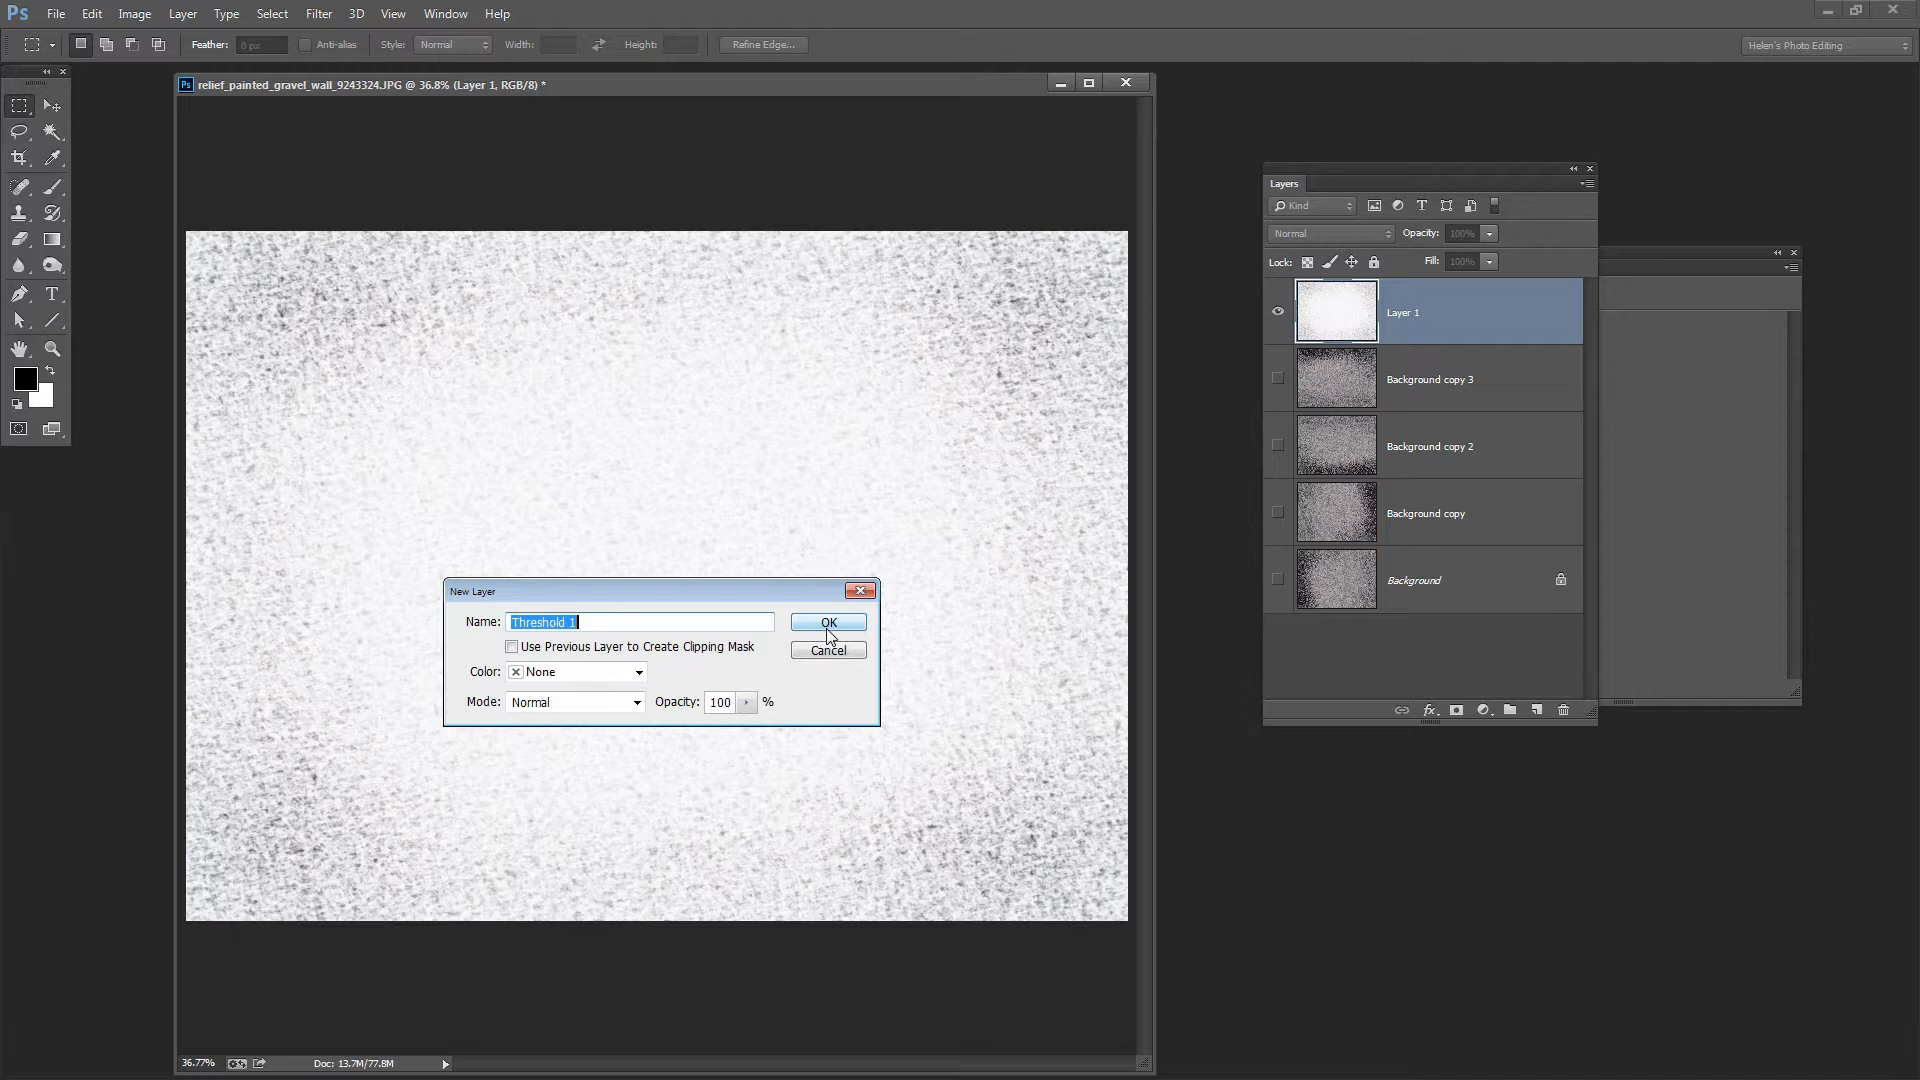 Ps File Edit Image Layer Type Select Filter 3D View Window Help
Feather: 0 px Anti-alias Style: Normal Width: Height: Refine Edge... Helen's Photo Editing
Ps relief_painted_gravel_wall_9243324.JPG @ 36.8% (Layer 1, RGB/8) *
Layers
Kind
Normal Opacity: 100%
Lock: Fill: 100%
Layer 1
Background copy 3
Background copy 2
Background copy
Background
fx
New Layer
Name: Threshold 1 OK
Use Previous Layer to Create Clipping Mask Cancel
Color: None
Mode: Normal Opacity: 100 %
36.77% Doc: 13.7M/77.8M